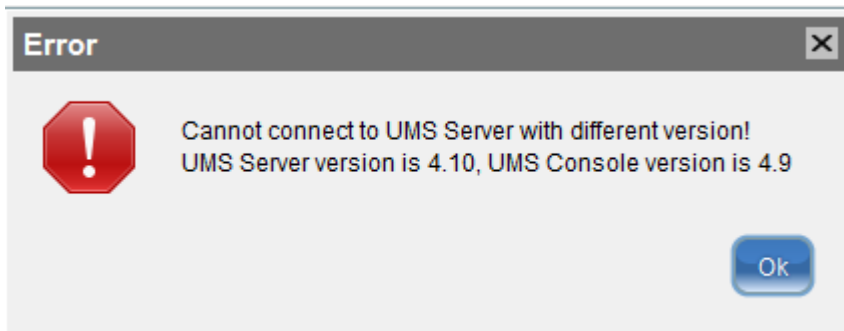 Error
Cannot connect to UMS Server with different version!
UMS Server version is 4.10, UMS Console version is 4.9
Ok